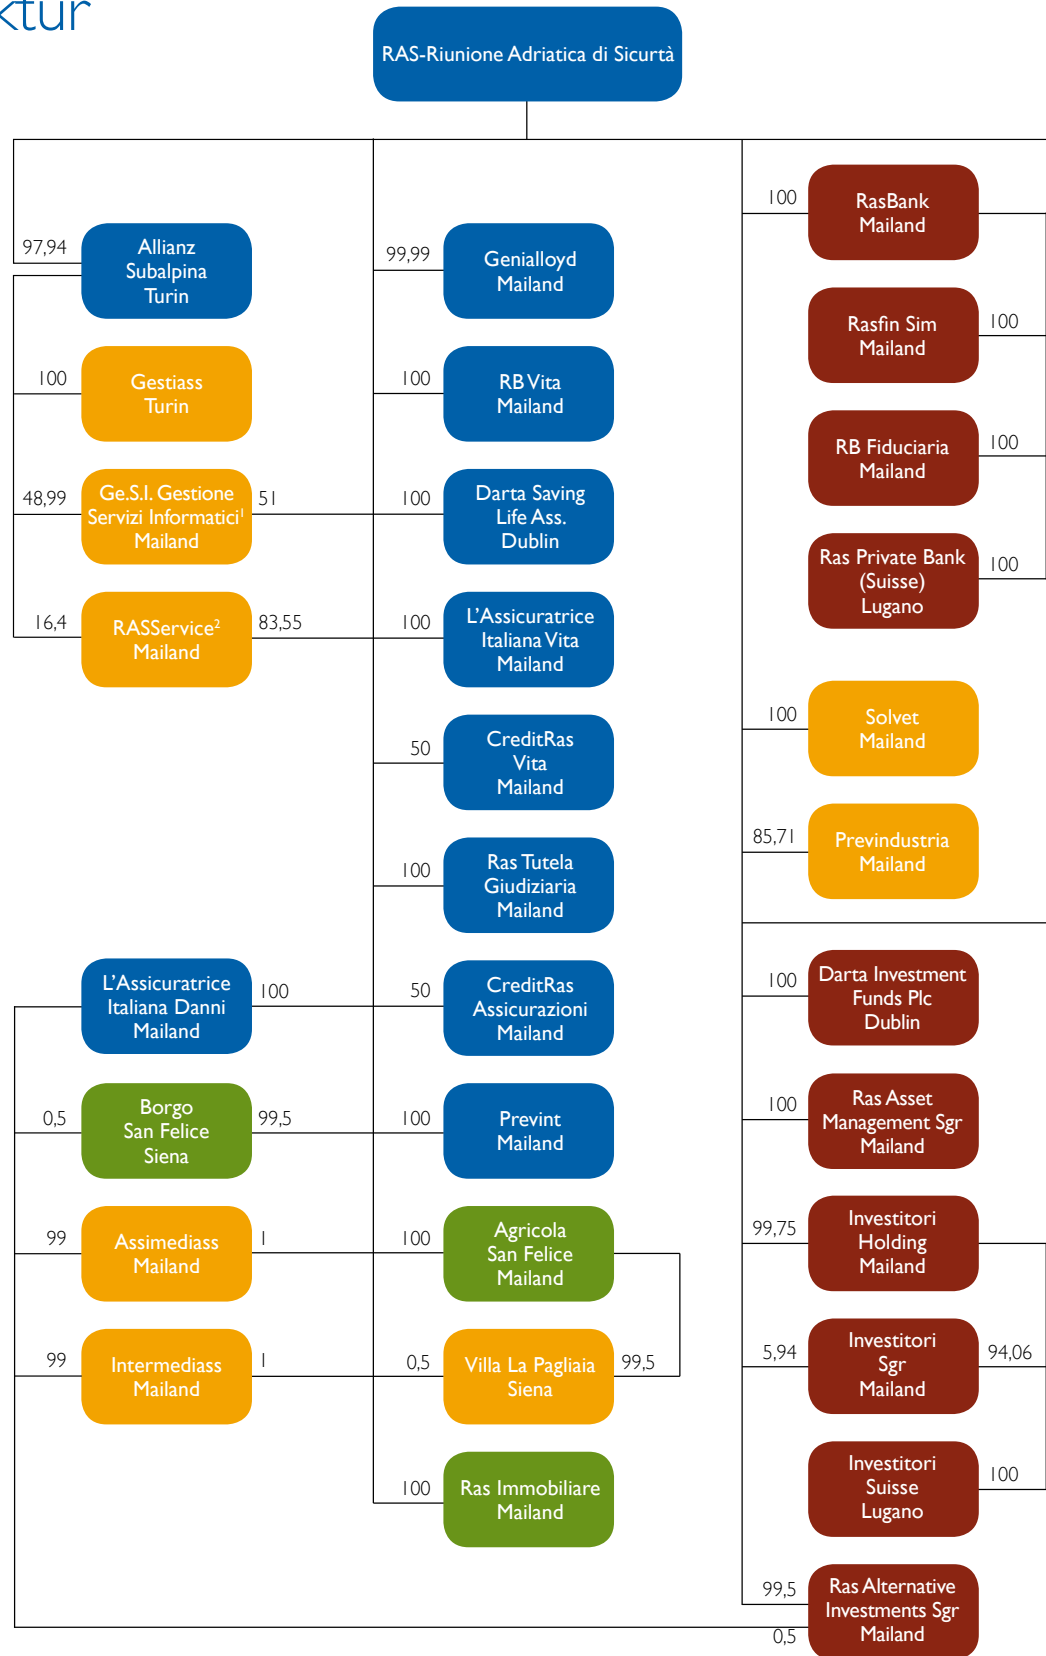 ktur
RAS-Riunione Adriatica di Sicurtà
97,94
Allianz
Subalpina
Turin
100
Gestiass
Turin
48,99
Ge.S.I. Gestione
Servizi Informatici¹
Mailand
51
16,4
RASService²
Mailand
83,55
L'Assicuratrice
Italiana Danni
Mailand
100
0,5
Borgo
San Felice
Siena
99,5
99
Assimediass
Mailand
1
99
Intermediass
Mailand
1
99,99
Genialloyd
Mailand
100
RB Vita
Mailand
100
Darta Saving
Life Ass.
Dublin
100
L'Assicuratrice
Italiana Vita
Mailand
50
CreditRas
Vita
Mailand
100
Ras Tutela
Giudiziaria
Mailand
50
CreditRas
Assicurazioni
Mailand
100
Prevint
Mailand
100
Agricola
San Felice
Mailand
0,5
Villa La Pagliaia
Siena
99,5
100
Ras Immobiliare
Mailand
100
RasBank
Mailand
Rasfin Sim
Mailand
100
RB Fiduciaria
Mailand
100
Ras Private Bank
(Suisse)
Lugano
100
100
Solvet
Mailand
85,71
Previndustria
Mailand
100
Darta Investment
Funds Plc
Dublin
100
Ras Asset
Management Sgr
Mailand
99,75
Investitori
Holding
Mailand
5,94
Investitori
Sgr
Mailand
94,06
Investitori
Suisse
Lugano
100
99,5
Ras Alternative
Investments Sgr
Mailand
0,5